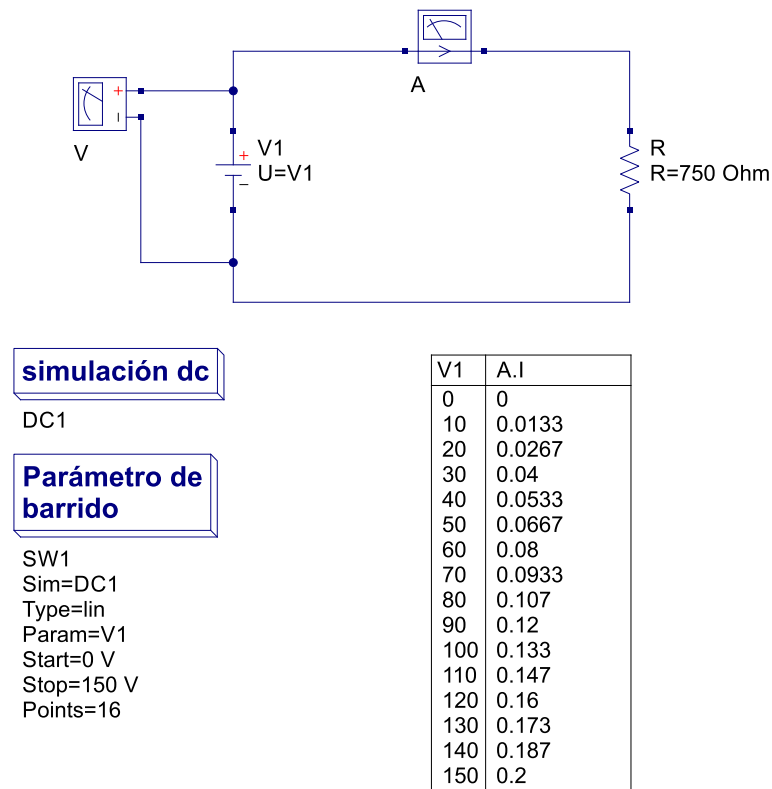 A
V
+
−
V1
U=V1
+
−
R
R=750 Ohm
simulación dc
DC1
Parámetro de
barrido
SW1
Sim=DC1
Type=lin
Param=V1
Start=0 V
Stop=150 V
Points=16
V1 A.I
0 0
10 0.0133
20 0.0267
30 0.04
40 0.0533
50 0.0667
60 0.08
70 0.0933
80 0.107
90 0.12
100 0.133
110 0.147
120 0.16
130 0.173
140 0.187
150 0.2